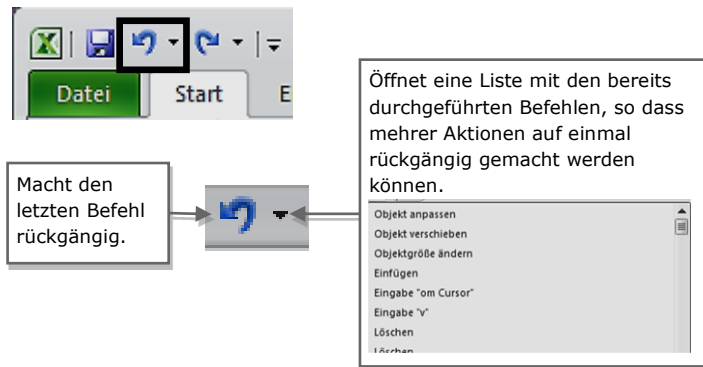 Datei Start E
Öffnet eine Liste mit den bereits
durchgeführten Befehlen, so dass
mehrer Aktionen auf einmal
rückgängig gemacht werden
können.
Macht den
letzten Befehl
rückgängig.
Objekt anpassen
Objekt verschieben
Objektgröße ändern
Einfügen
Eingabe "om Cursor"
Eingabe "v"
Löschen
Löschen